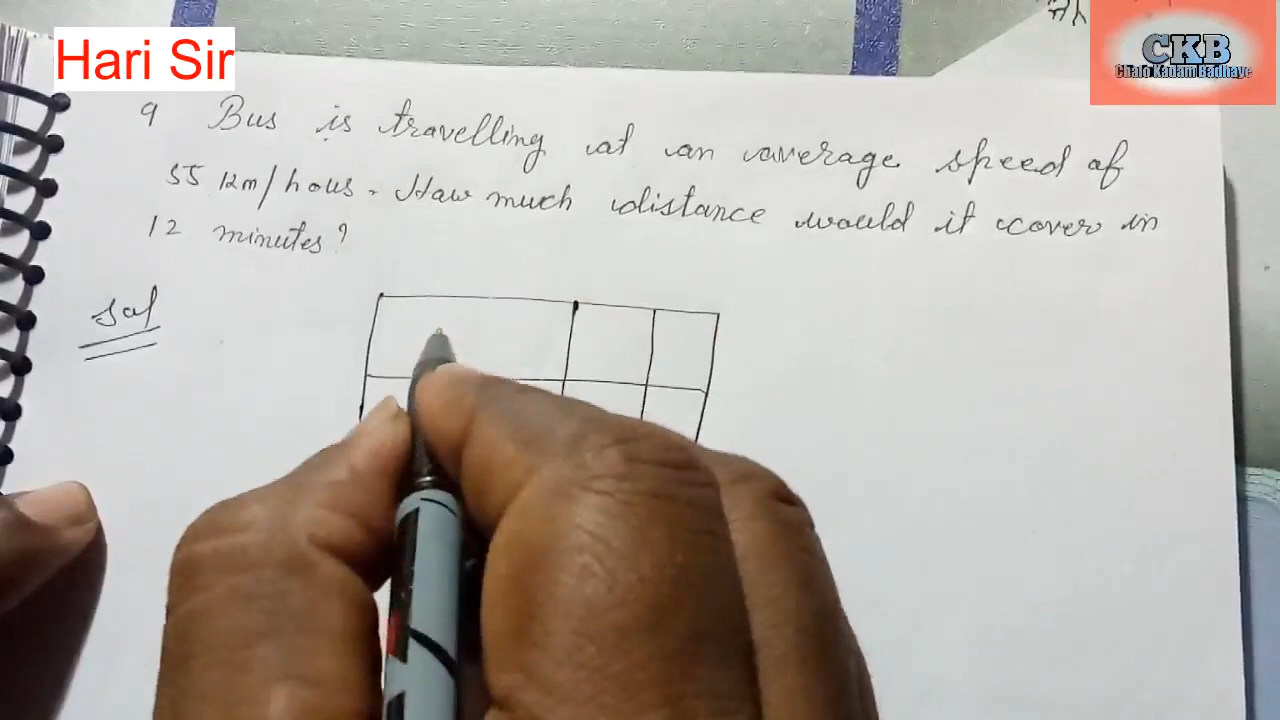 Hari Sir
CKB
Chalo Kadam Badhaye
9 Bus is travelling at an average speed of
55 km/hous. How much distance would it cover in
12 minutes?
Sol